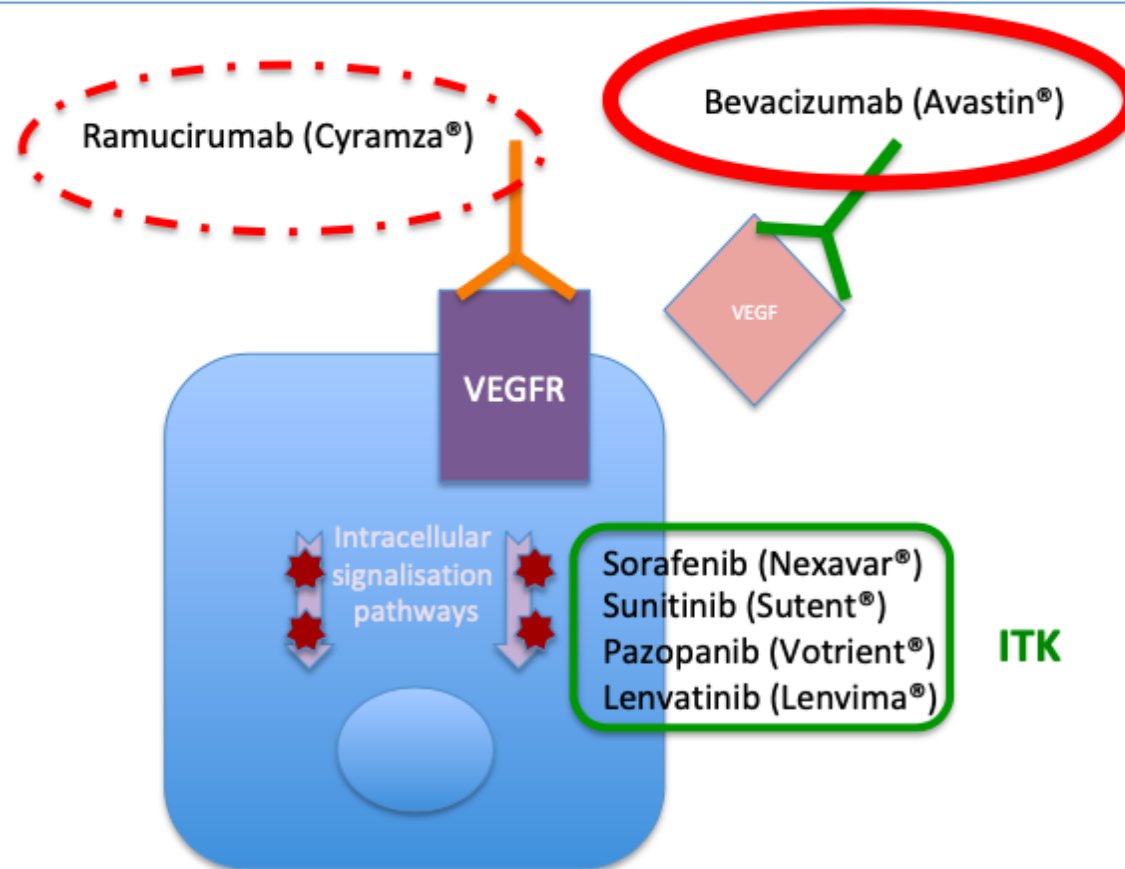 Ramucirumab (Cyramza®)
Bevacizumab (Avastin®)
VEGF
VEGFR
Intracellular
signalisation
pathways
Sorafenib (Nexavar®)
Sunitinib (Sutent®)
Pazopanib (Votrient®)
Lenvatinib (Lenvima®)
ITK